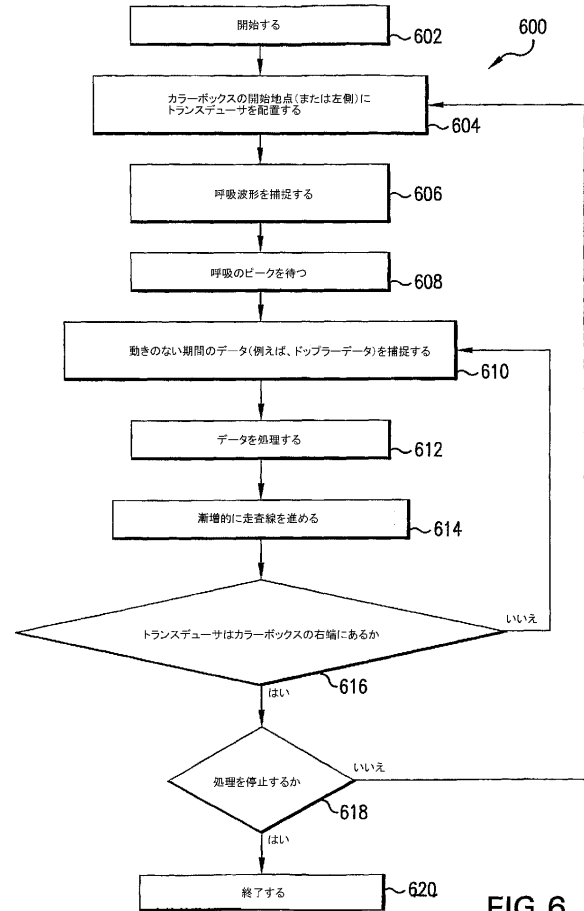 開始する
602
600
カラーボックスの開始地点(または左側)に
トランスデューサを配置する
604
呼吸波形を捕捉する
606
呼吸のピークを待つ
608
動きのない期間のデータ(例えば、ドップラーデータ)を捕捉する
610
データを処理する
612
漸増的に走査線を進める
614
トランスデューサはカラーボックスの右端にあるか
いいえ
616
はい
処理を停止するか
いいえ
618
はい
終了する
620
FIG. 6